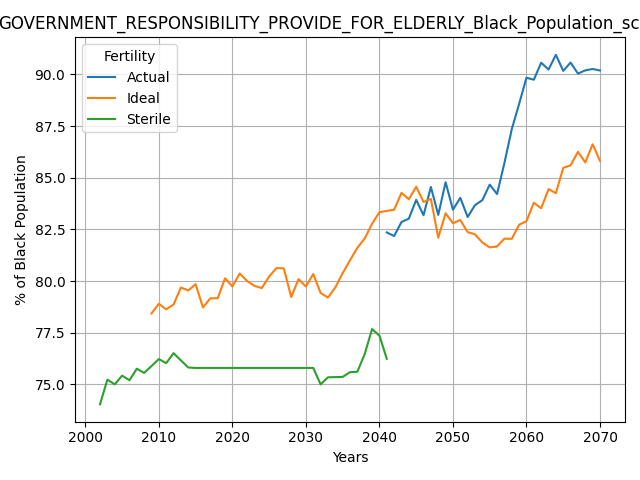 GOVERNMENT_RESPONSIBILITY_PROVIDE_FOR_ELDERLY_Black_Population_sc
Fertility
Actual
Ideal
Sterile
% of Black Population
90.0
87.5
85.0
82.5
80.0
77.5
75.0
2000 2010 2020 2030 2040 2050 2060 2070
Years